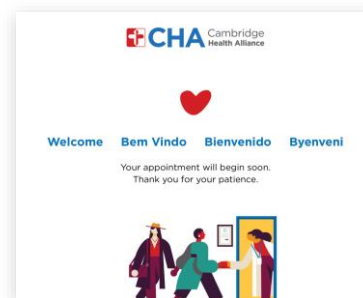 CHA Cambridge
Health Alliance
Welcome Bem Vindo Bienvenido Byenveni
Your appointment will begin soon.
Thank you for your patience.